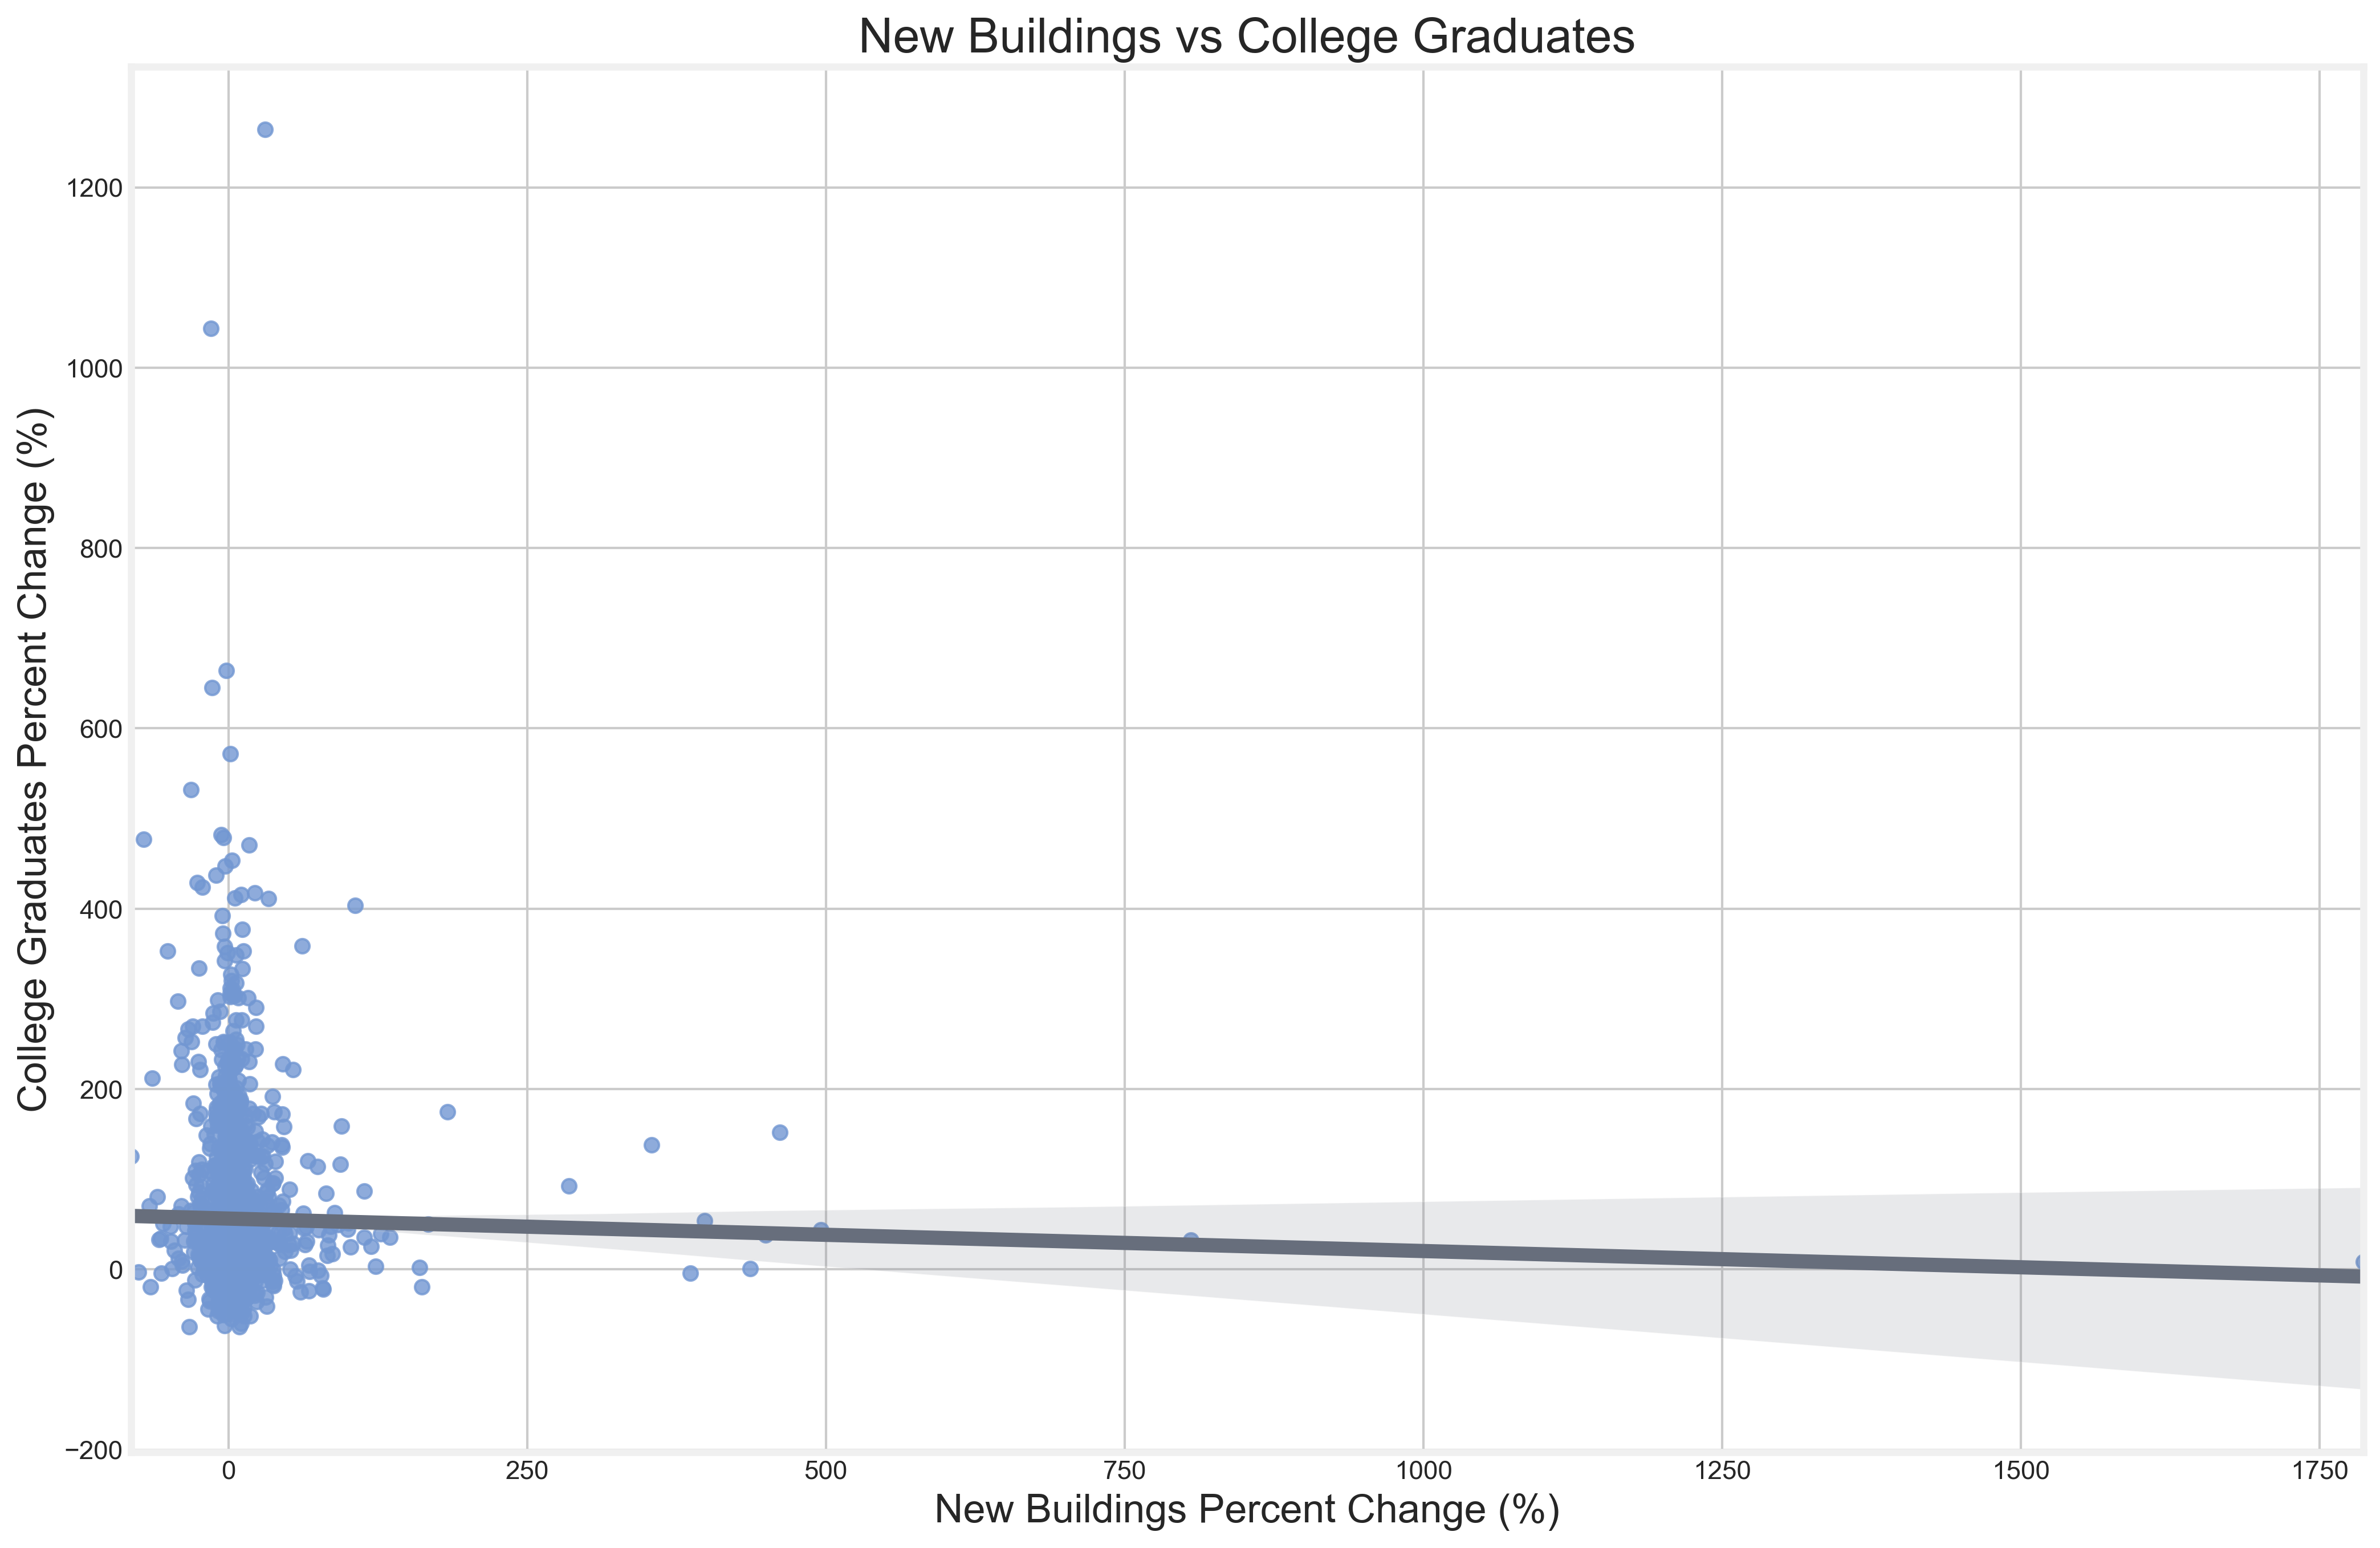 New Buildings vs College Graduates
College Graduates Percent Change (%)
1200
1000
800
600
400
200
0
−200
0 250 500 750 1000 1250 1500 1750
New Buildings Percent Change (%)